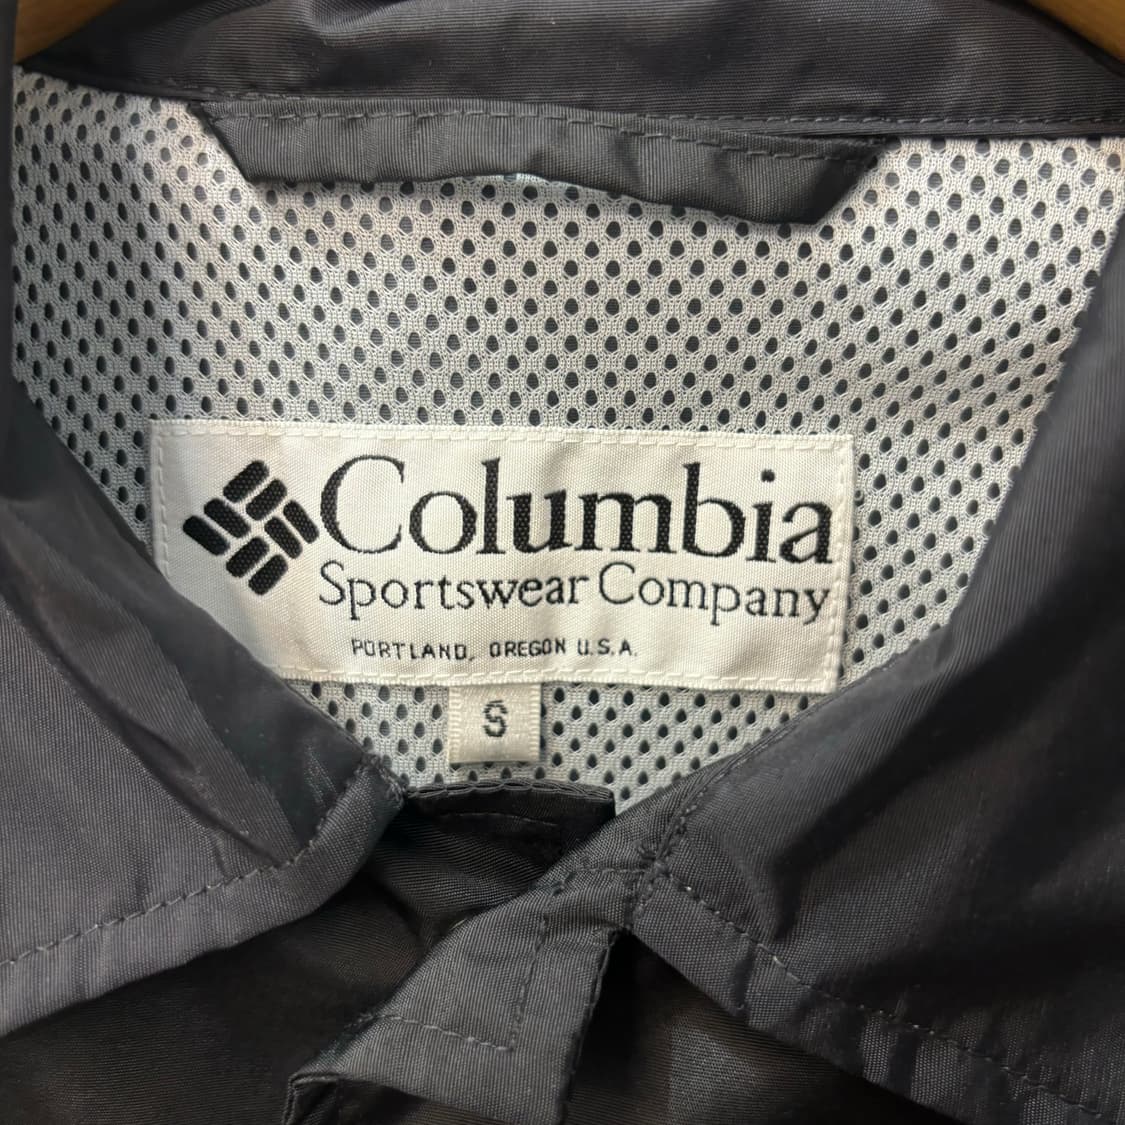 Columbia
Sportswear Company
PORTLAND, OREGON U.S.A.
S